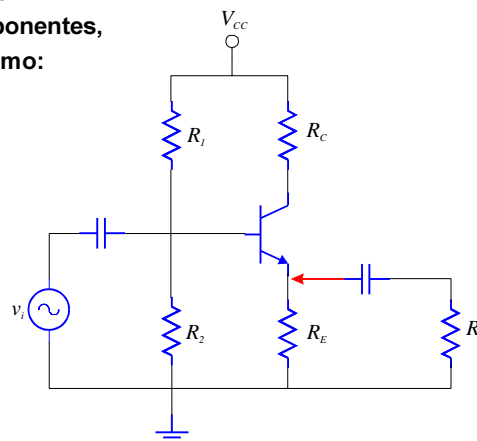 ponentes,
mo:
V_CC
R_1
R_C
v_i
R_2
R_E
R